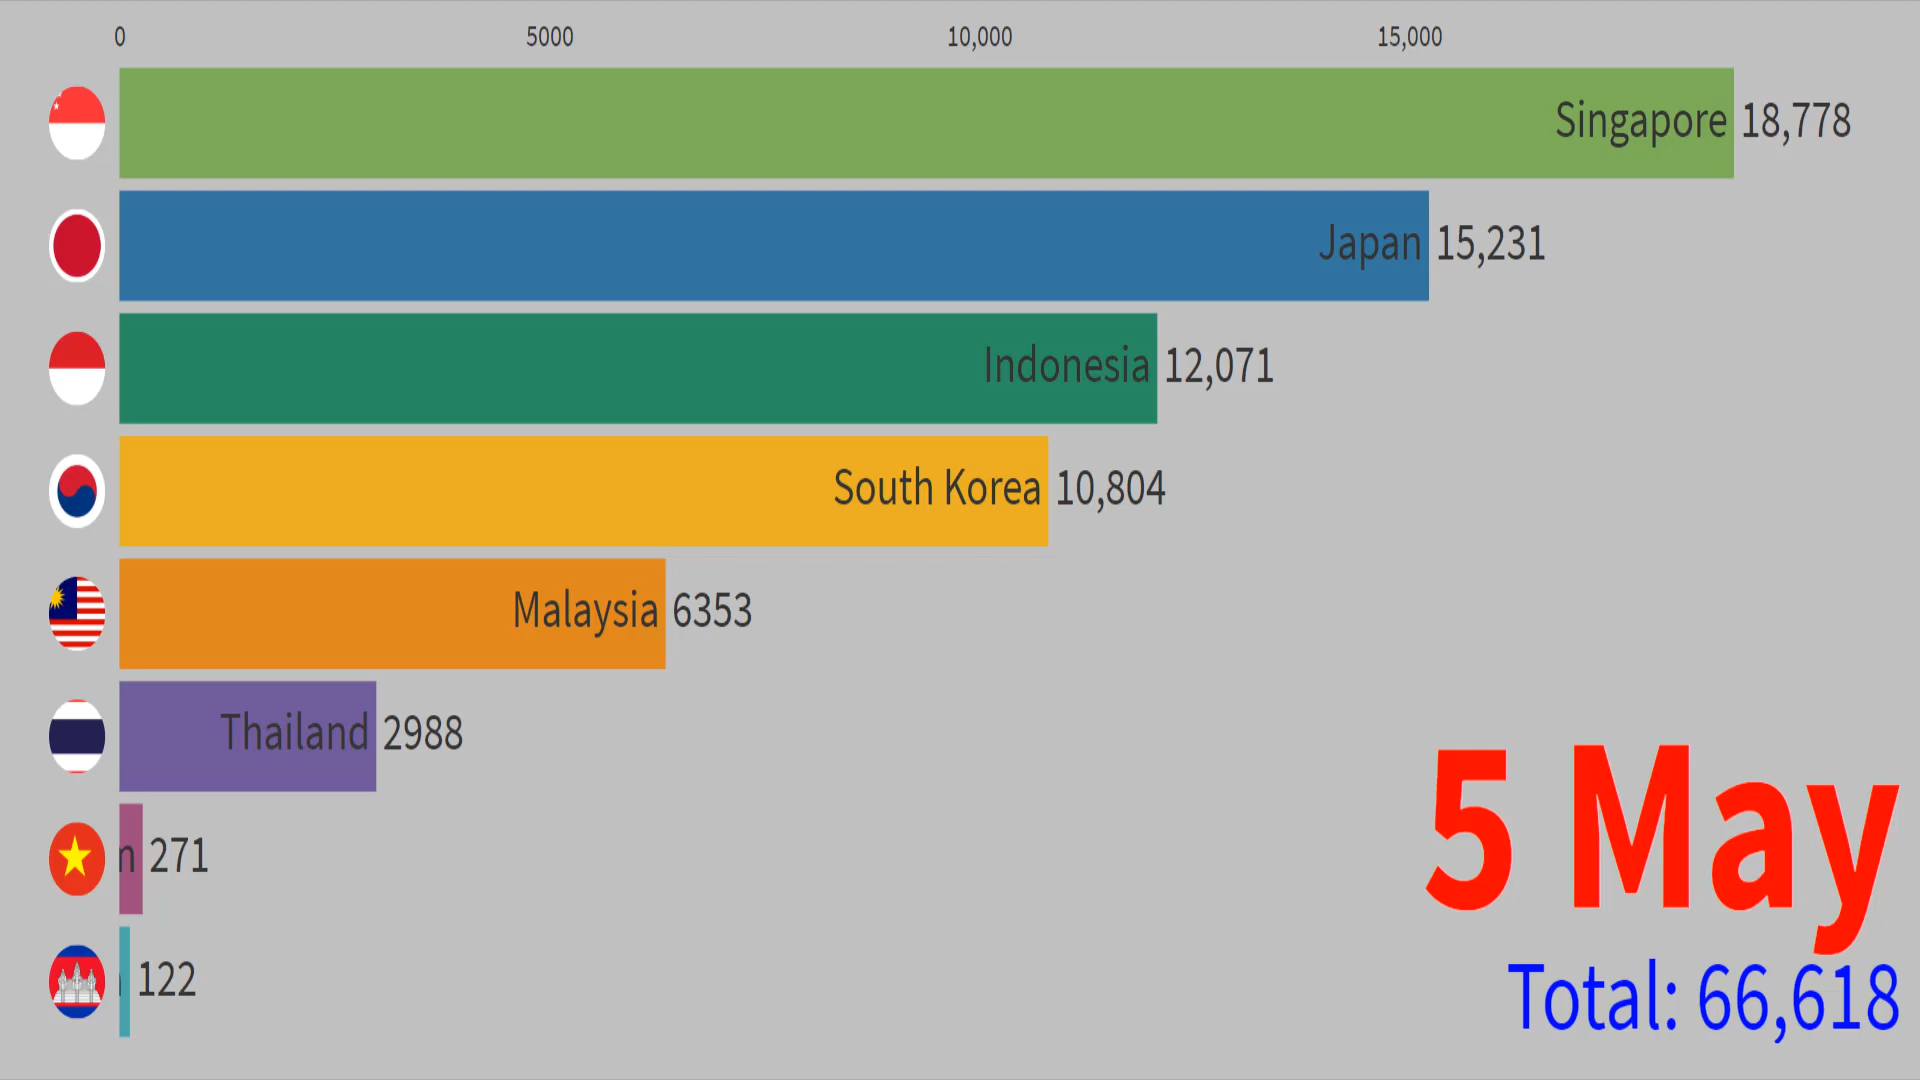 0 5000 10,000 15,000
Singapore 18,778
Japan 15,231
Indonesia 12,071
South Korea 10,804
Malaysia 6353
Thailand 2988
271
122
5 May
Total: 66,618